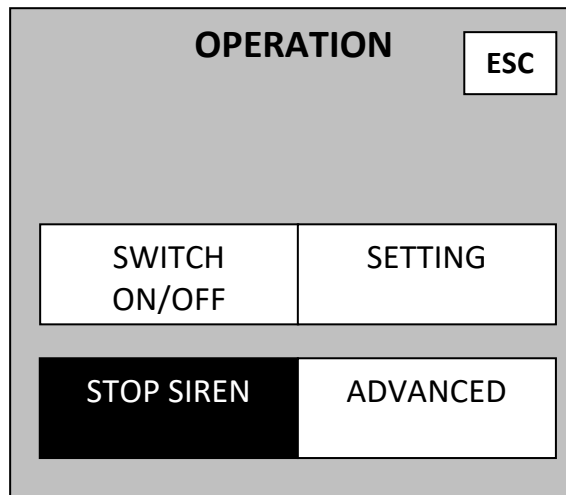 OPERATION
ESC
SWITCH
ON/OFF
SETTING
STOP SIREN
ADVANCED